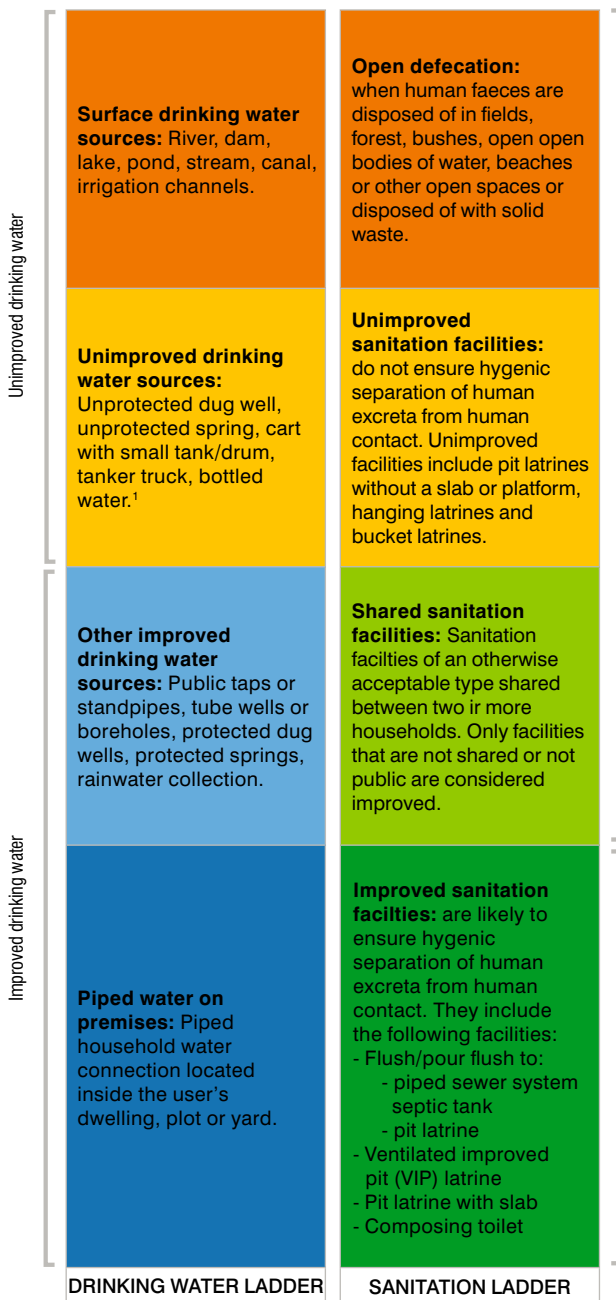 Unimproved drinking water
Surface drinking water
sources: River, dam,
lake, pond, stream, canal,
irrigation channels.
Unimproved drinking
water sources:
Unprotected dug well,
unprotected spring, cart
with small tank/drum,
tanker truck, bottled
water.¹
Improved drinking water
Other improved
drinking water
sources: Public taps or
standpipes, tube wells or
boreholes, protected dug
wells, protected springs,
rainwater collection.
Piped water on
premises: Piped
household water
connection located
inside the user's
dwelling, plot or yard.
DRINKING WATER LADDER
Open defecation:
when human faeces are
disposed of in fields,
forest, bushes, open open
bodies of water, beaches
or other open spaces or
disposed of with solid
waste.
Unimproved
sanitation facilities:
do not ensure hygenic
separation of human
excreta from human
contact. Unimproved
facilities include pit latrines
without a slab or platform,
hanging latrines and
bucket latrines.
Shared sanitation
facilities: Sanitation
facilties of an otherwise
acceptable type shared
between two ir more
households. Only facilities
that are not shared or not
public are considered
improved.
Improved sanitation
facilties: are likely to
ensure hygenic
separation of human
excreta from human
contact. They include
the following facilities:
- Flush/pour flush to:
- piped sewer system
septic tank
- pit latrine
- Ventilated improved
pit (VIP) latrine
- Pit latrine with slab
- Composing toilet
SANITATION LADDER